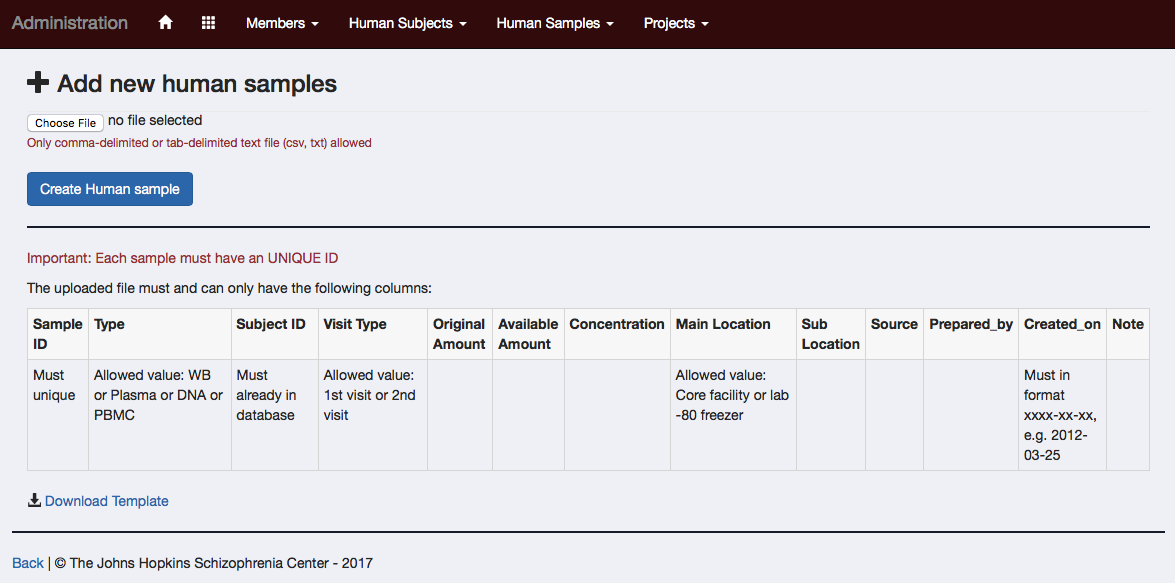 Administration Members Human Subjects Human Samples Projects
Add new human samples
Choose File no file selected
Only comma-delimited or tab-delimited text file (csv, txt) allowed
Create Human sample
Important: Each sample must have an UNIQUE ID
The uploaded file must and can only have the following columns:
Sample Type Subject ID Visit Type Original Available Concentration Main Location Sub Source Prepared_by Created_on Note
ID Amount Amount Location
Must Allowed value: WB Must Allowed value: Allowed value: Must in
unique or Plasma or DNA or already in 1st visit or 2nd Core facility or lab format
PBMC database visit -80 freezer xxxx-xx-xx,
e.g. 2012-
03-25
Download Template
Back | © The Johns Hopkins Schizophrenia Center - 2017